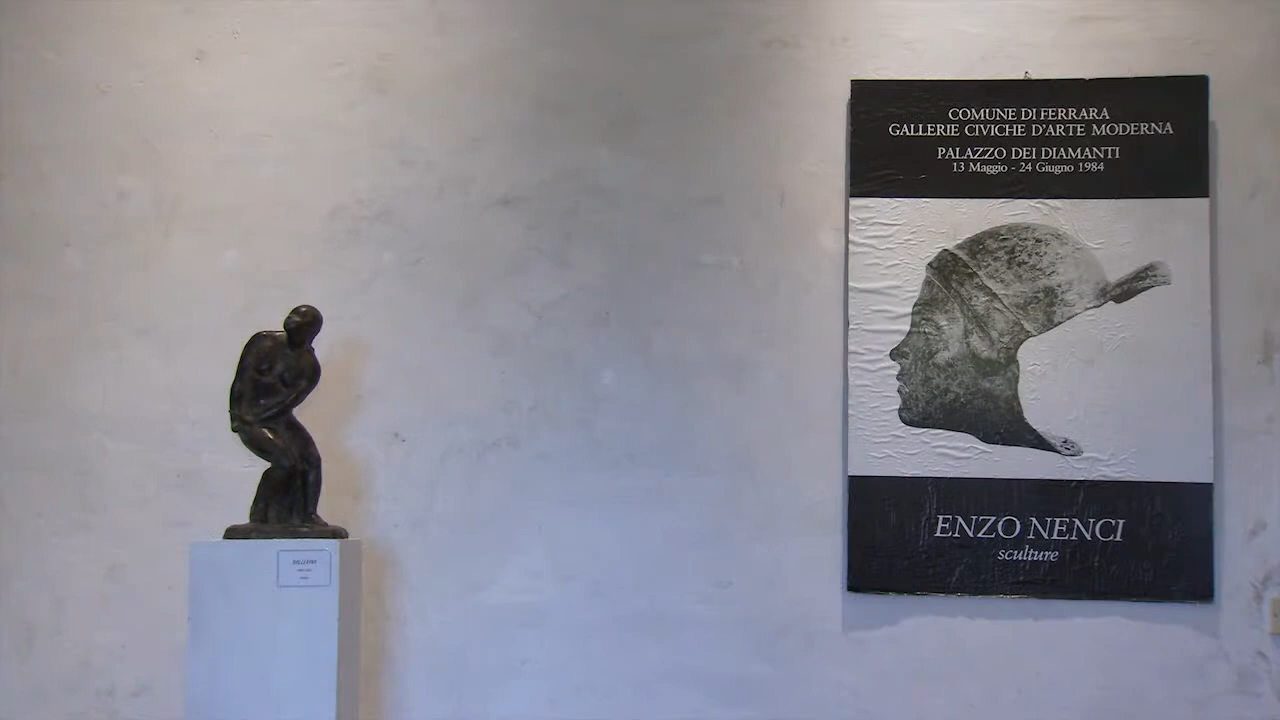 COMUNE DI FERRARA
GALLERIE CIVICHE D'ARTE MODERNA
PALAZZO DEI DIAMANTI
13 Maggio - 24 Giugno 1984
ENZO NENCI
sculture